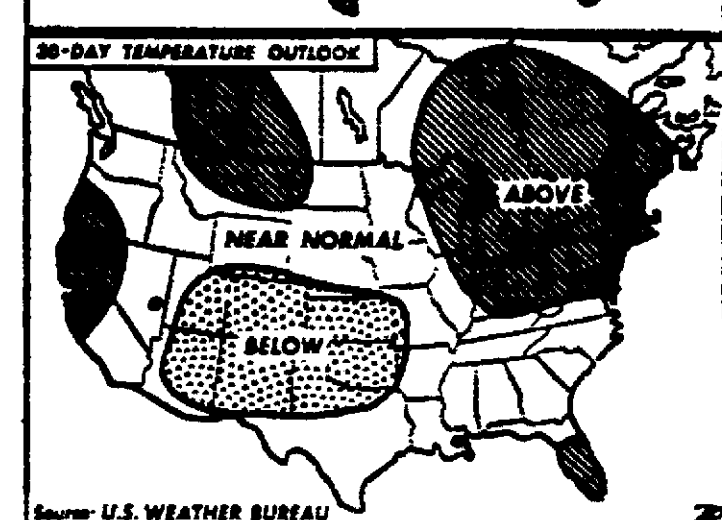 30-DAY TEMPERATURE OUTLOOK
ABOVE
NEAR NORMAL
BELOW
Source- U.S. WEATHER BUREAU